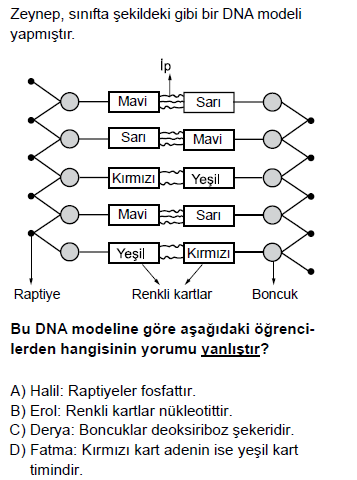 Zeynep, sınıfta şekildeki gibi bir DNA modeli
yapmıştır.
İp
Mavi Sarı
Sarı Mavi
Kırmızı Yeşil
Mavi Sarı
Yeşil Kırmızı
Raptiye Renkli kartlar Boncuk
Bu DNA modeline göre aşağıdaki öğrenci-
lerden hangisinin yorumu yanlıştır?
A) Halil: Raptiyeler fosfattır.
B) Erol: Renkli kartlar nükleotittir.
C) Derya: Boncuklar deoksiriboz şekeridir.
D) Fatma: Kırmızı kart adenin ise yeşil kart
timindir.